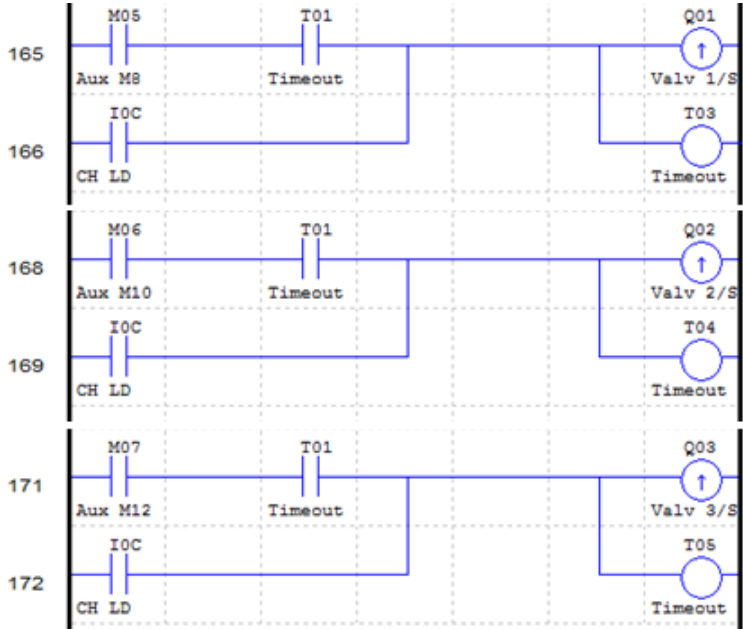 M05 T01 Q01
165 ↑
Aux M8 Timeout Valv 1/S
I0C T03
166
CH LD Timeout
M06 T01 Q02
168 ↑
Aux M10 Timeout Valv 2/S
I0C T04
169
CH LD Timeout
M07 T01 Q03
171 ↑
Aux M12 Timeout Valv 3/S
I0C T05
172
CH LD Timeout